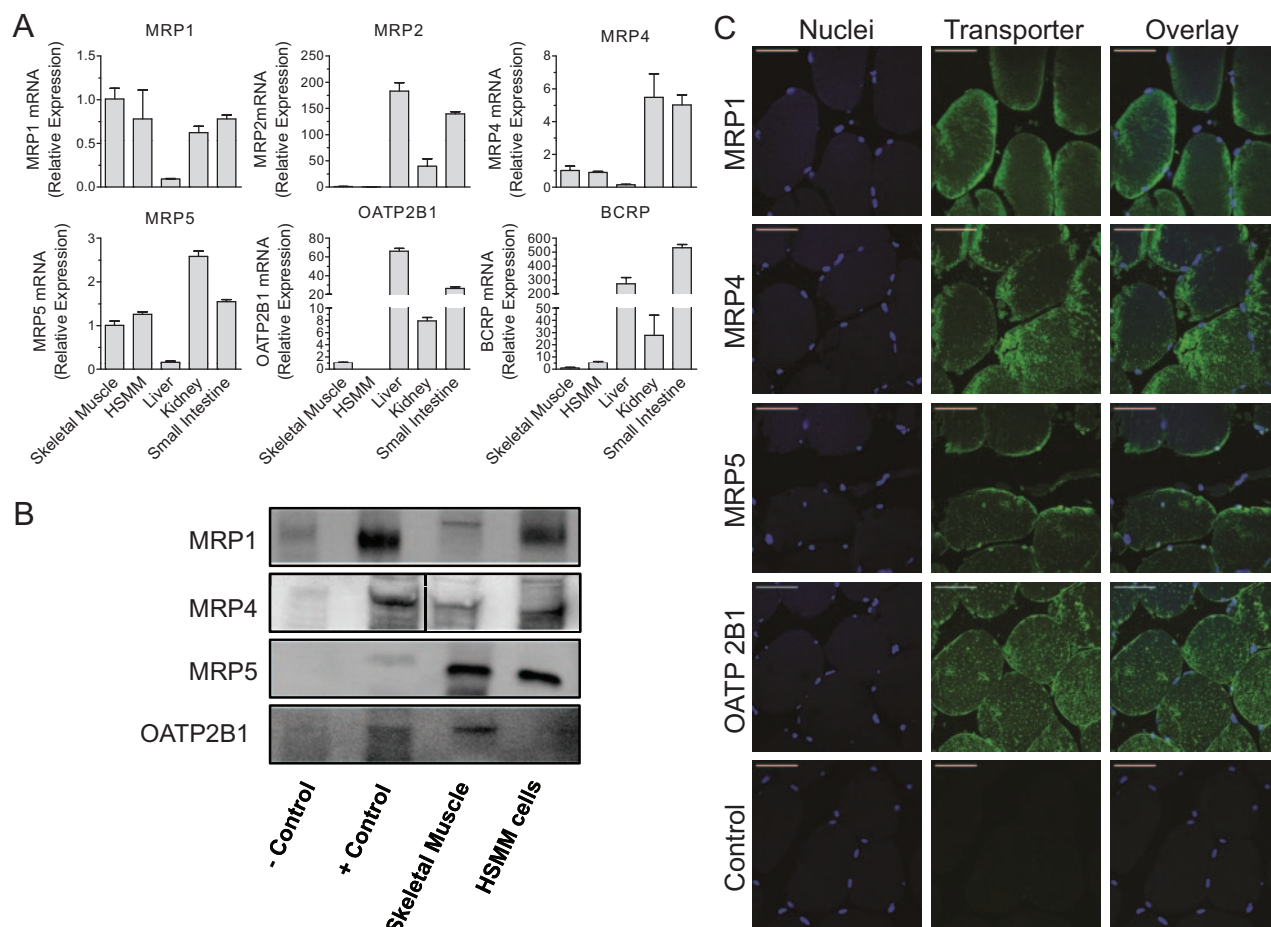 A
MRP1
MRP1 mRNA
(Relative Expression)
1.5
1.0
0.5
0.0
MRP2
MRP2mRNA
(Relative Expression)
250
200
175
150
125
100
75
50
25
0
MRP4
MRP4 mRNA
(Relative Expression)
8
6
4
2
0
MRP5
MRP5 mRNA
(Relative Expression)
3
2
1
0
Skeletal Muscle
HSMM
Liver
Kidney
Small Intestine
OATP2B1
OATP2B1 mRNA
(Relative Expression)
80
60
40
20
10
8
6
4
2
0
Skeletal Muscle
HSMM
Liver
Kidney
Small Intestine
BCRP
BCRP mRNA
(Relative Expression)
600
500
400
300
200
50
40
30
20
10
0
Skeletal Muscle
HSMM
Liver
Kidney
Small Intestine
B
MRP1
MRP4
MRP5
OATP2B1
- Control
+ Control
Skeletal Muscle
HSMM cells
C
Nuclei Transporter Overlay
MRP1
MRP4
MRP5
OATP 2B1
Control